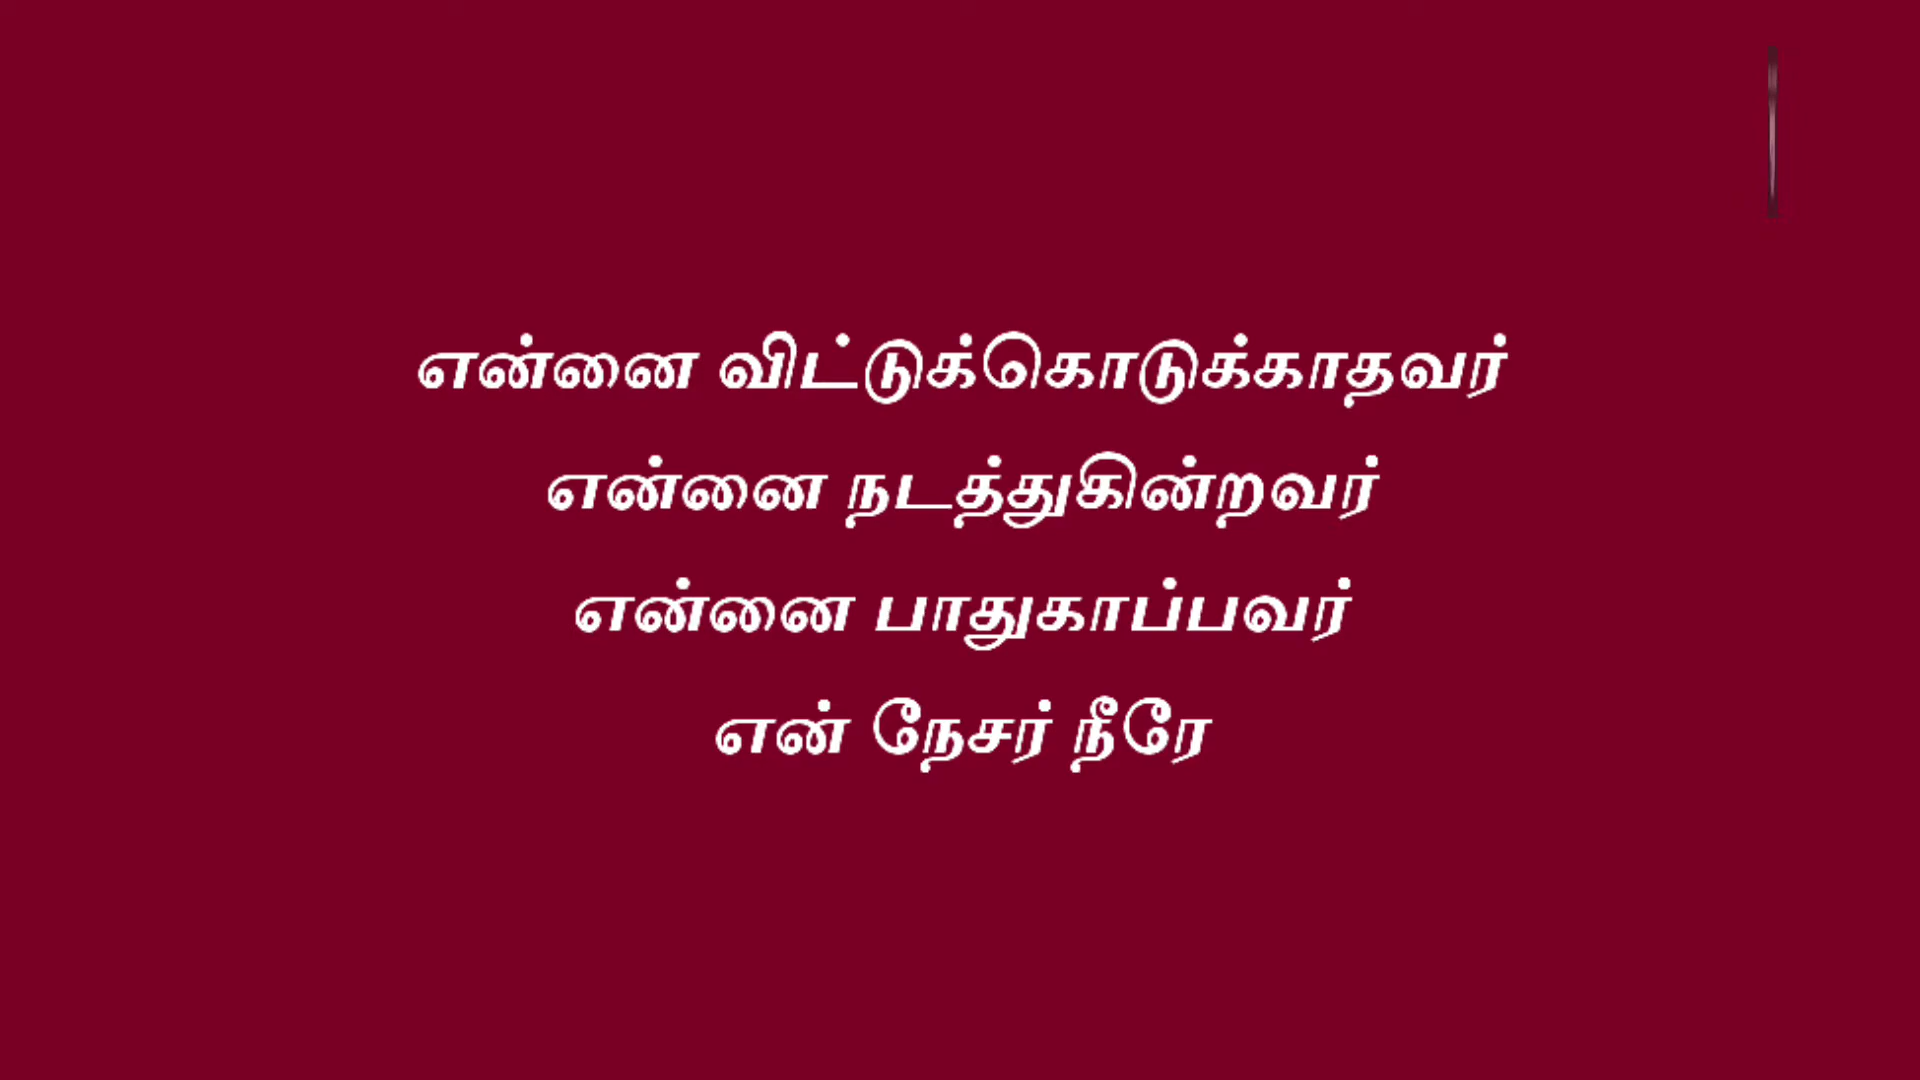 என்னை விட்டுக்கொடுக்காதவர்
என்னை நடத்துகின்றவர்
என்னை பாதுகாப்பவர்
என் நேசர் நீரே